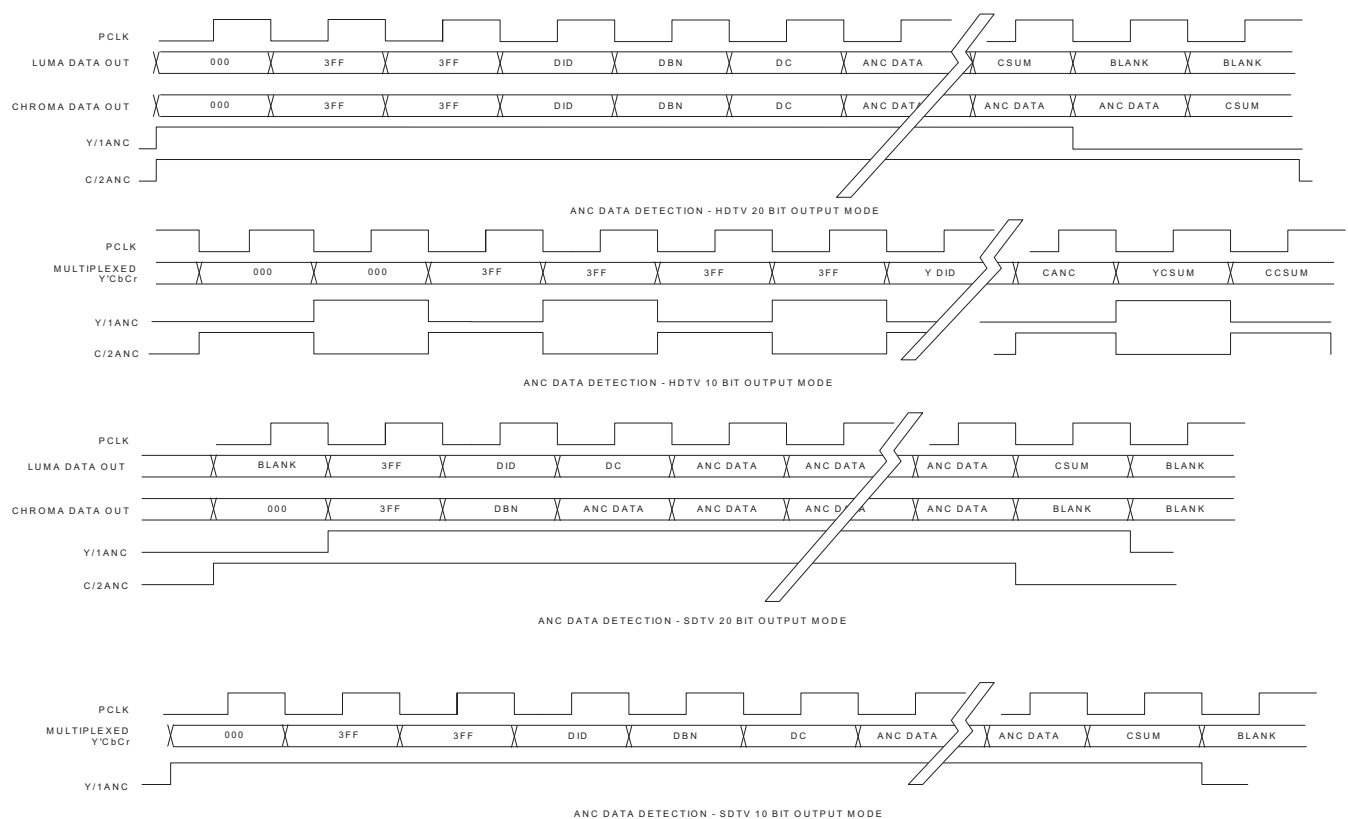 PCLK
LUMA DATA OUT 000 3FF 3FF DID DBN DC ANC DATA CSUM BLANK BLANK
CHROMA DATA OUT 000 3FF 3FF DID DBN DC ANC DATA ANC DATA ANC DATA CSUM
Y/1ANC
C/2ANC
ANC DATA DETECTION - HDTV 20 BIT OUTPUT MODE
PCLK
MULTIPLEXED
Y'CbCr 000 000 3FF 3FF 3FF 3FF Y DID CANC YCSUM CCSUM
Y/1ANC
C/2ANC
ANC DATA DETECTION - HDTV 10 BIT OUTPUT MODE
PCLK
LUMA DATA OUT BLANK 3FF DID DC ANC DATA ANC DATA ANC DATA CSUM BLANK
CHROMA DATA OUT 000 3FF DBN ANC DATA ANC DATA ANC DATA ANC DATA BLANK BLANK
Y/1ANC
C/2ANC
ANC DATA DETECTION - SDTV 20 BIT OUTPUT MODE
PCLK
MULTIPLEXED
Y'CbCr 000 3FF 3FF DID DBN DC ANC DATA ANC DATA CSUM BLANK
Y/1ANC
ANC DATA DETECTION - SDTV 10 BIT OUTPUT MODE